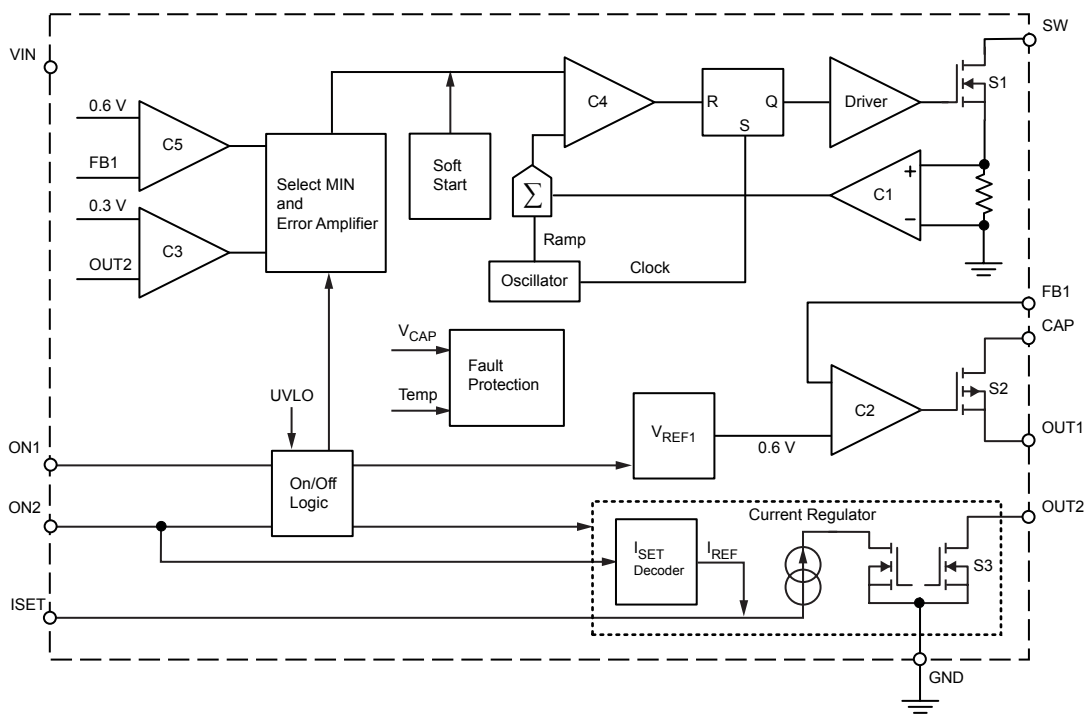 VIN
SW
0.6 V
FB1
0.3 V
OUT2
C5
C3
Select MIN
and
Error Amplifier
Soft
Start
C4
R
Q
S
Driver
S1
C1
+
−
Σ
Ramp
Oscillator
Clock
FB1
CAP
VCAP
Temp
Fault
Protection
S2
C2
OUT1
UVLO
VREF1
0.6 V
ON1
On/Off
Logic
ON2
OUT2
Current Regulator
ISET
Decoder
IREF
S3
ISET
GND